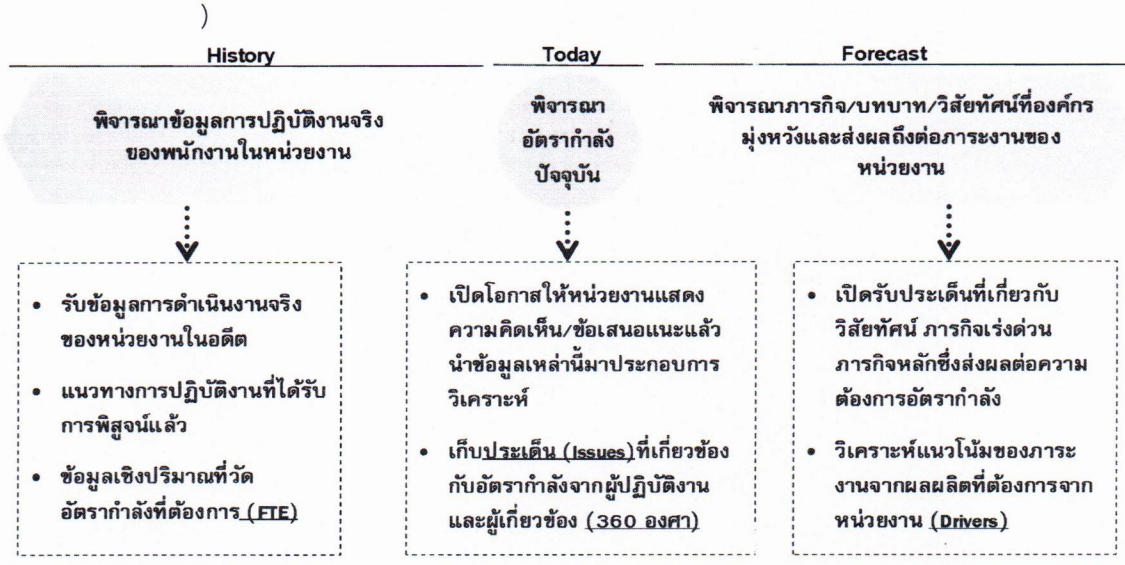 )
History
พิจารณาข้อมูลการปฏิบัติงานจริง
ของพนักงานในหน่วยงาน
• รับข้อมูลการดำเนินงานจริง
ของหน่วยงานในอดีต
• แนวทางการปฏิบัติงานที่ได้รับ
การพิสูจน์แล้ว
• ข้อมูลเชิงปริมาณที่วัด
อัตรากำลังที่ต้องการ (FTE)
Today
พิจารณา
อัตรากำลัง
ปัจจุบัน
• เปิดโอกาสให้หน่วยงานแสดง
ความคิดเห็น/ข้อเสนอแนะแล้ว
นำข้อมูลเหล่านี้มาประกอบการ
วิเคราะห์
• เก็บประเด็น (Issues)ที่เกี่ยวข้อง
กับอัตรากำลังจากผู้ปฏิบัติงาน
และผู้เกี่ยวข้อง (360 องศา)
Forecast
พิจารณาภารกิจ/บทบาท/วิสัยทัศน์ที่องค์กร
มุ่งหวังและส่งผลถึงต่อภาระงานของ
หน่วยงาน
• เปิดรับประเด็นที่เกี่ยวกับ
วิสัยทัศน์ ภารกิจเร่งด่วน
ภารกิจหลักซึ่งส่งผลต่อความ
ต้องการอัตรากำลัง
• วิเคราะห์แนวโน้มของภาระ
งานจากผลผลิตที่ต้องการจาก
หน่วยงาน (Drivers)